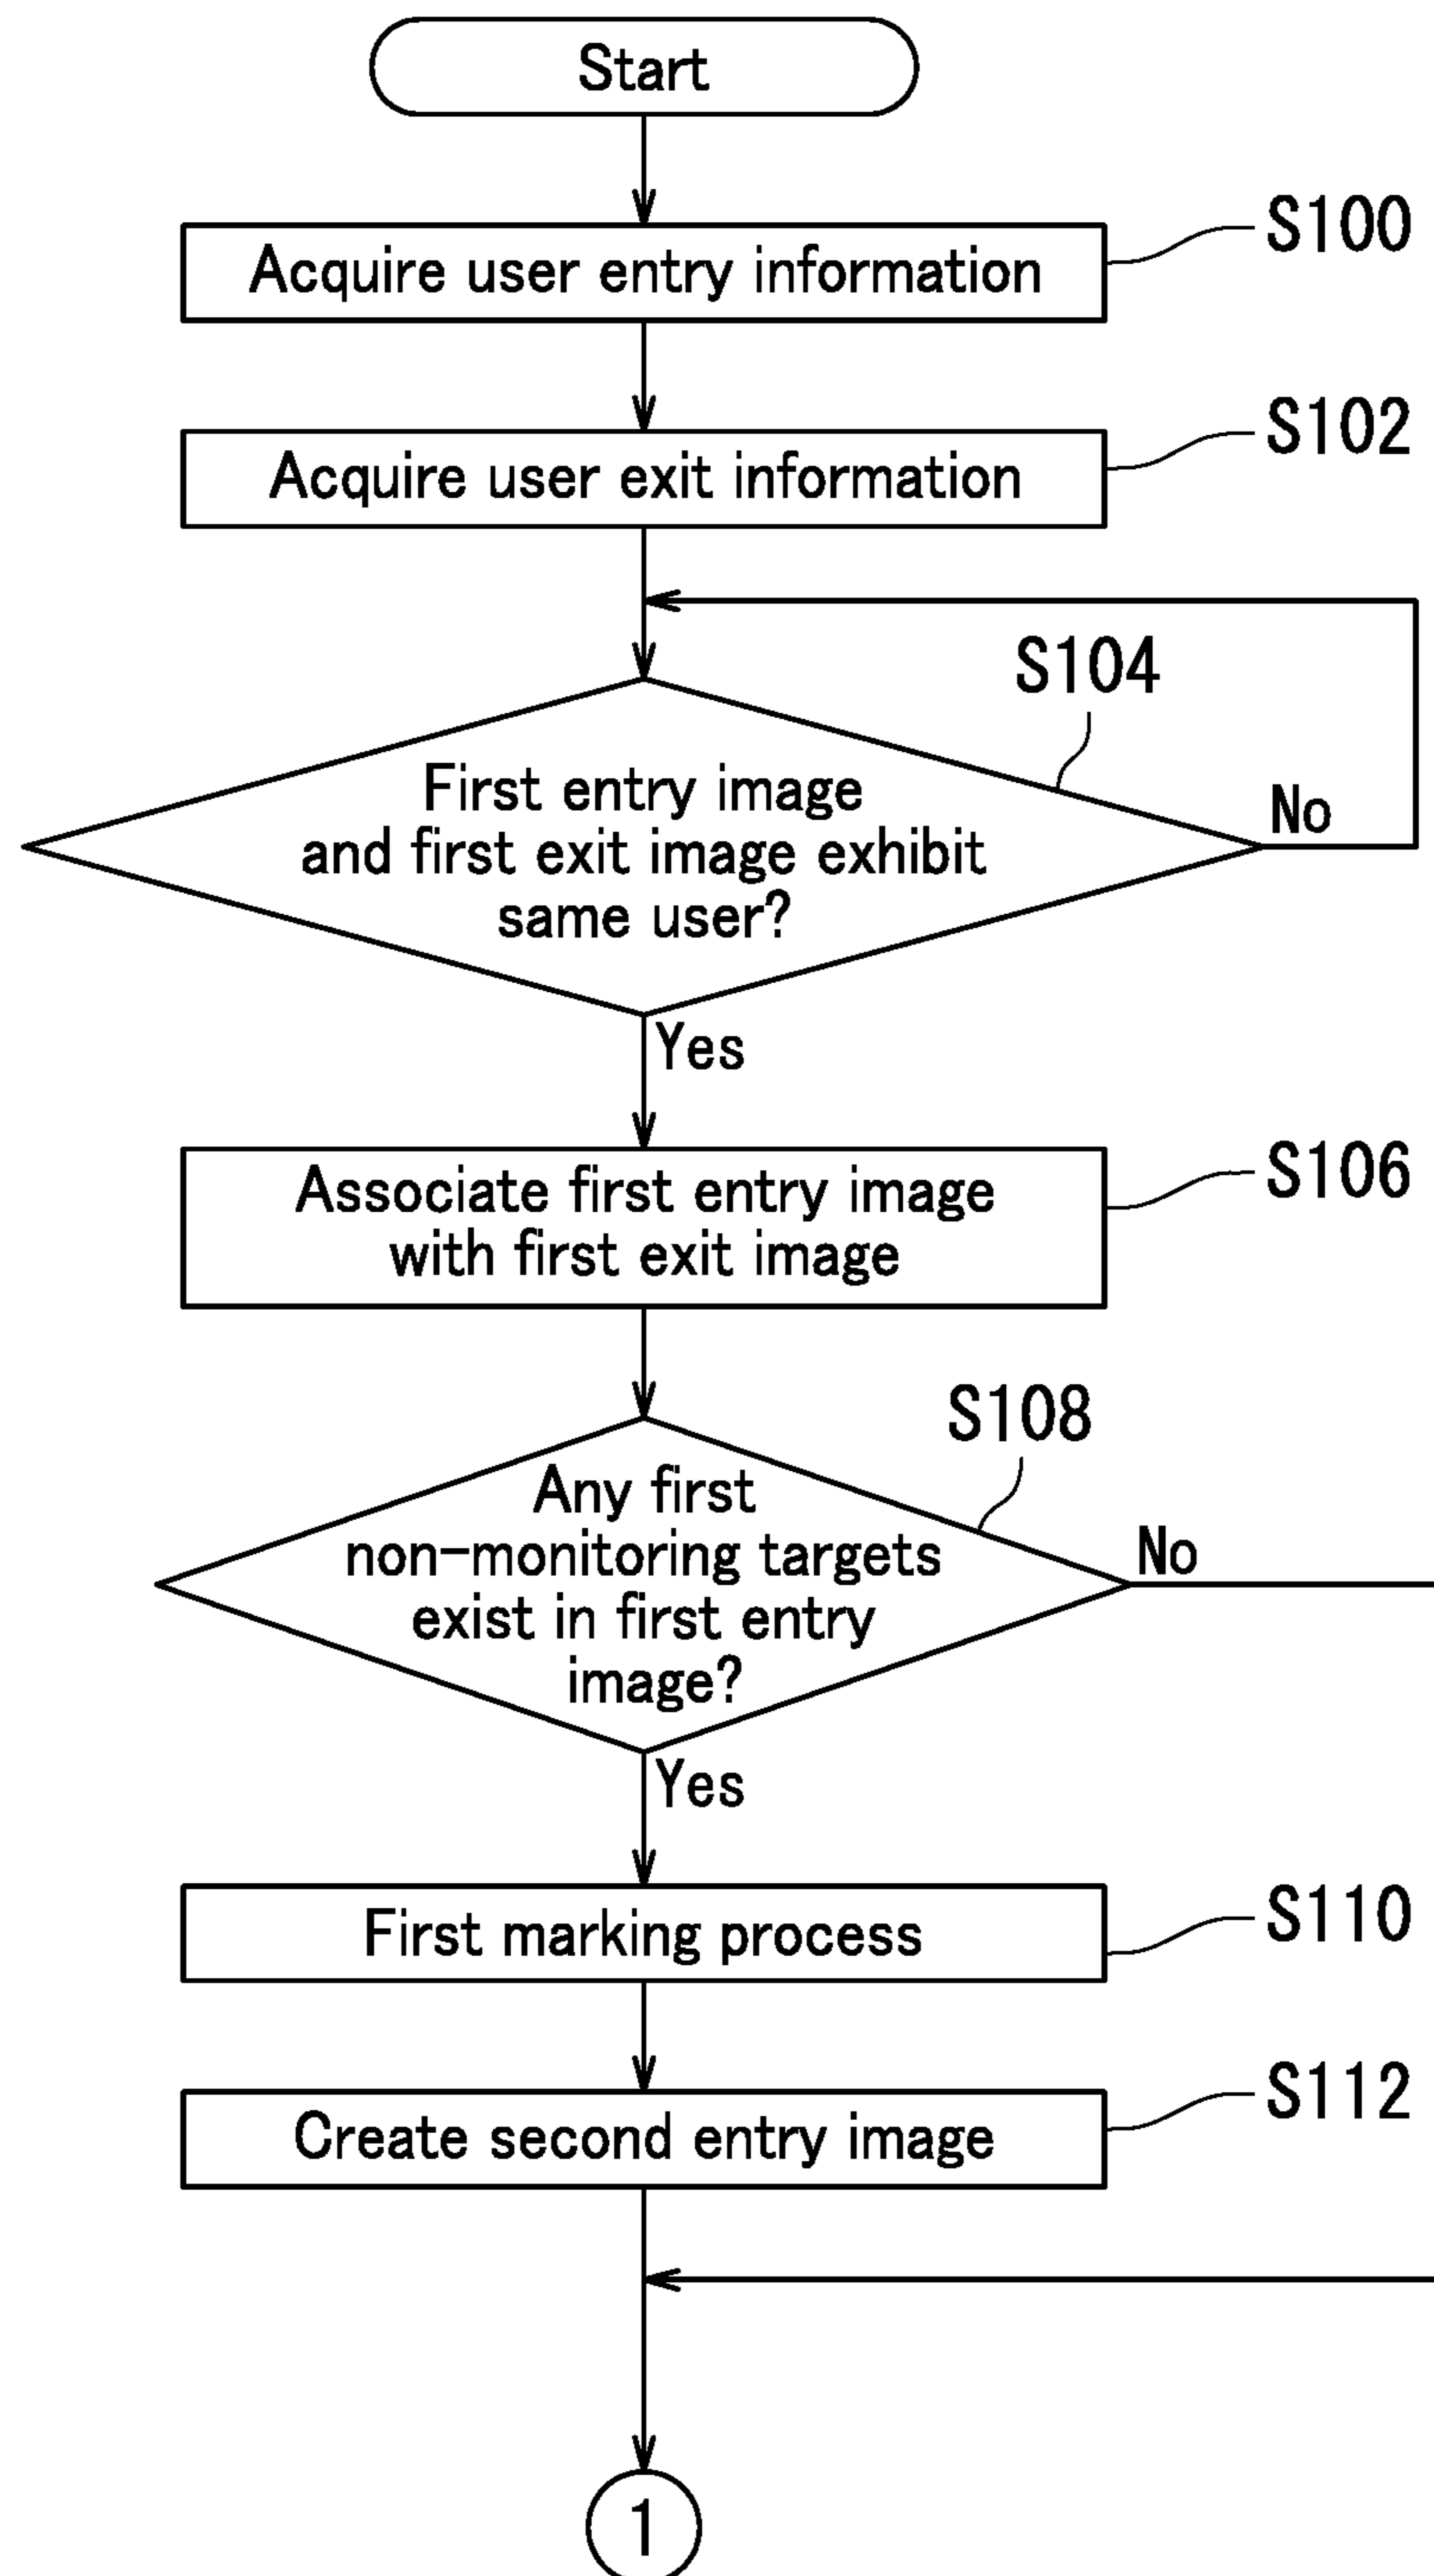 Start
Acquire user entry information
S100
Acquire user exit information
S102
S104
First entry image
and first exit image exhibit
same user?
No
Yes
Associate first entry image
with first exit image
S106
S108
Any first
non-monitoring targets
exist in first entry
image?
No
Yes
First marking process
S110
Create second entry image
S112
1